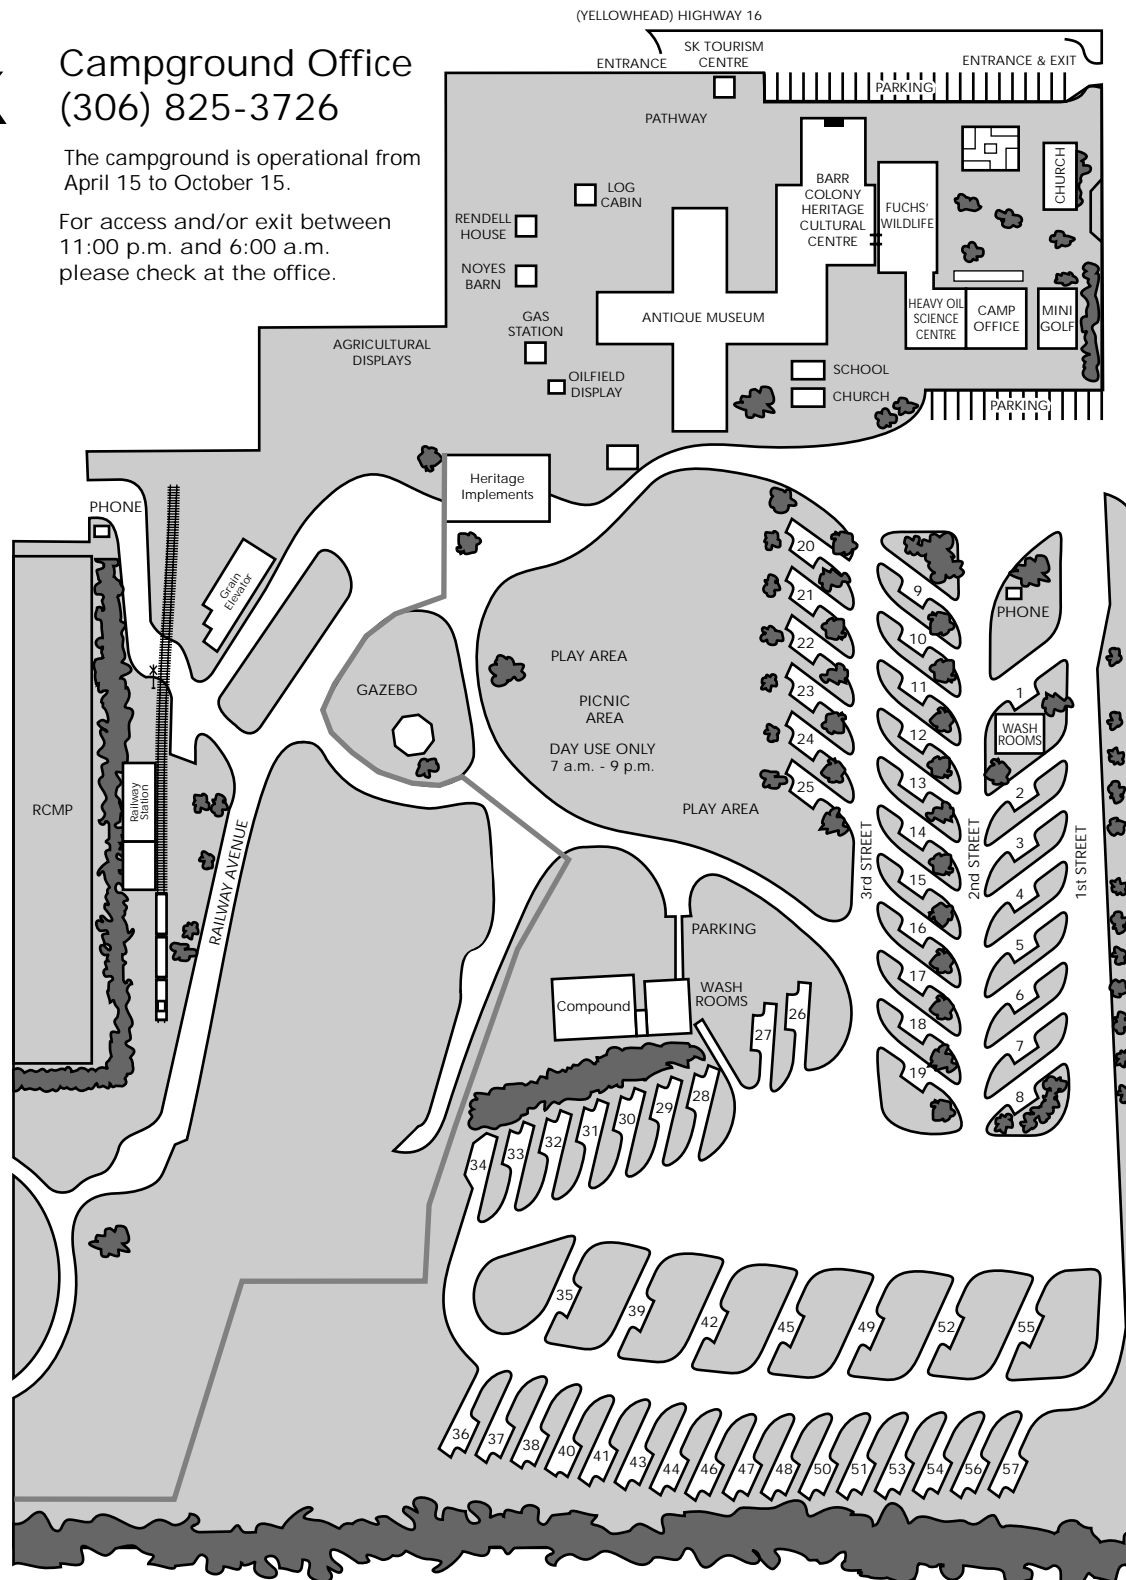 (YELLOWHEAD) HIGHWAY 16
Campground Office
(306) 825-3726
The campground is operational from
April 15 to October 15.
For access and/or exit between
11:00 p.m. and 6:00 a.m.
please check at the office.
ENTRANCE
SK TOURISM
CENTRE
ENTRANCE & EXIT
PARKING
PATHWAY
CHURCH
LOG
CABIN
RENDELL
HOUSE
NOYES
BARN
BARR
COLONY
HERITAGE
CULTURAL
CENTRE
FUCHS'
WILDLIFE
GAS
STATION
ANTIQUE MUSEUM
HEAVY OIL
SCIENCE
CENTRE
CAMP
OFFICE
MINI
GOLF
AGRICULTURAL
DISPLAYS
OILFIELD
DISPLAY
SCHOOL
CHURCH
PARKING
Heritage
Implements
PHONE
Grain
Elevator
PHONE
GAZEBO
PLAY AREA
PICNIC
AREA
DAY USE ONLY
7 a.m. - 9 p.m.
PLAY AREA
20
21
22
23
24
25
9
10
11
12
13
14
15
16
17
18
19
1
WASH
ROOMS
2
3
4
5
6
7
8
3rd STREET
2nd STREET
1st STREET
RCMP
Railway
Station
RAILWAY AVENUE
PARKING
Compound
WASH
ROOMS
26
27
28
29
30
31
32
33
34
35
39
42
45
49
52
55
36
37
38
40
41
43
44
46
47
48
50
51
53
54
56
57